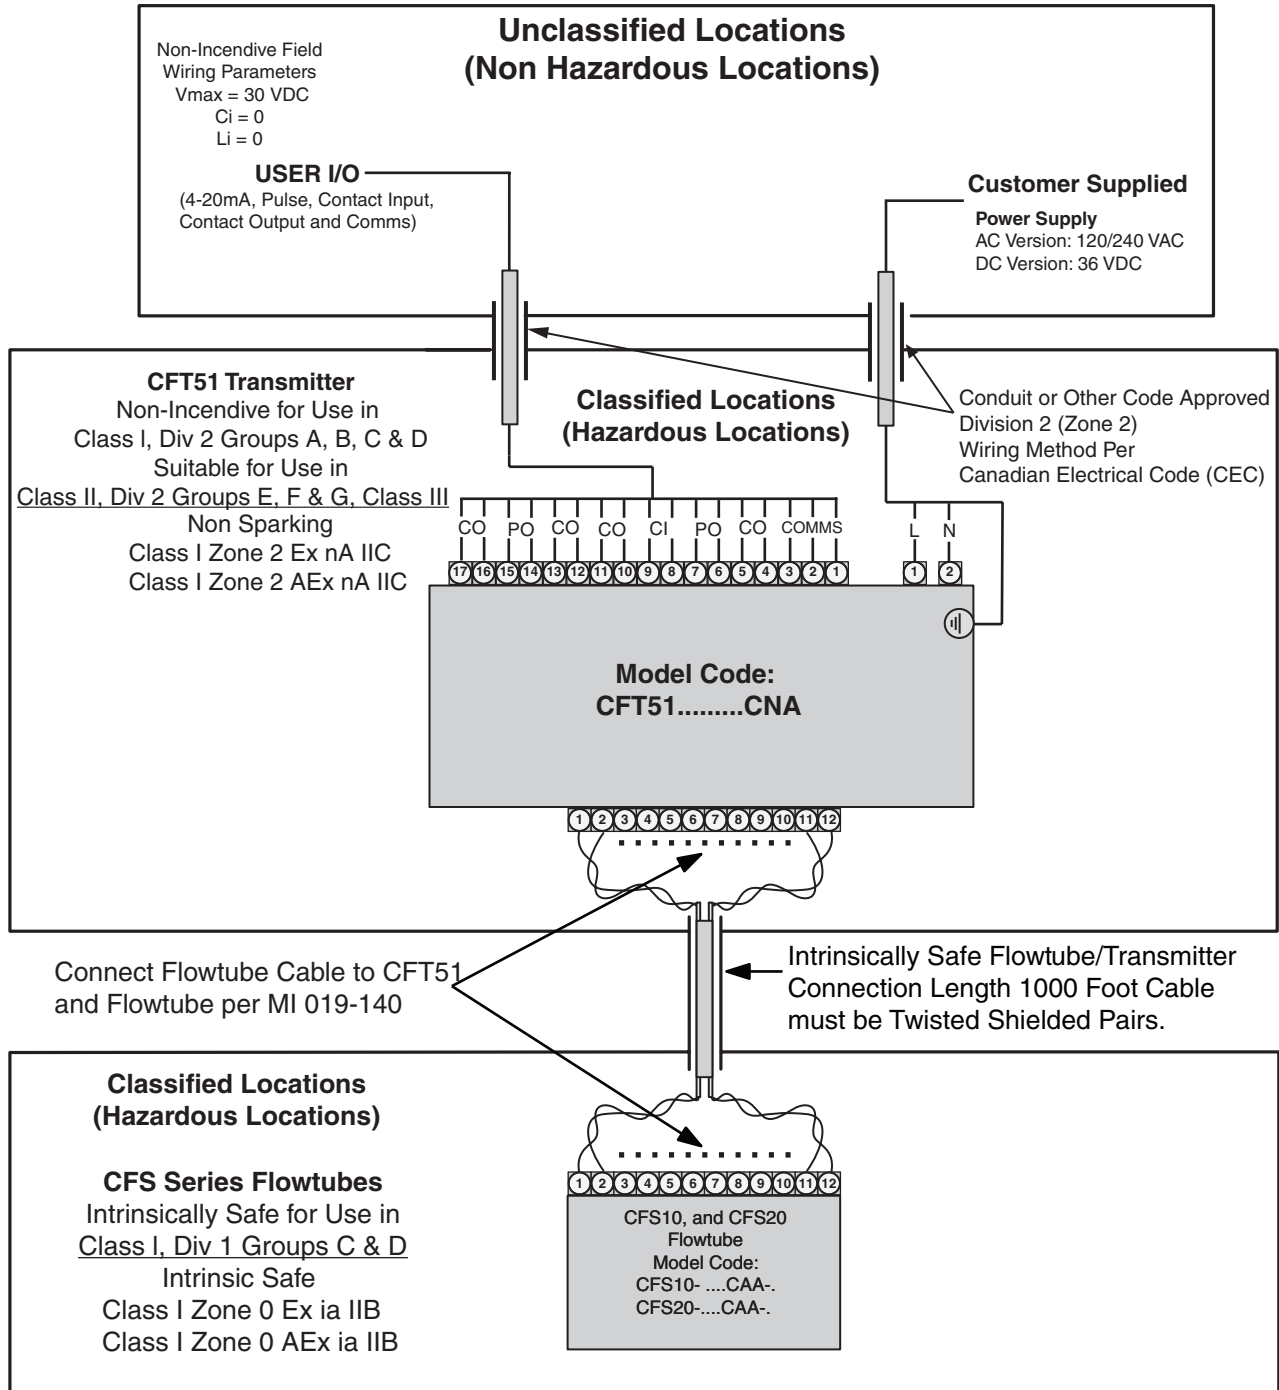 Unclassified Locations
(Non Hazardous Locations)
Non-Incendive Field
Wiring Parameters
Vmax = 30 VDC
Ci = 0
Li = 0
USER I/O
(4-20mA, Pulse, Contact Input,
Contact Output and Comms)
Customer Supplied
Power Supply
AC Version: 120/240 VAC
DC Version: 36 VDC
CFT51 Transmitter
Non-Incendive for Use in
Class I, Div 2 Groups A, B, C & D
Suitable for Use in
Class II, Div 2 Groups E, F & G, Class III
Non Sparking
Class I Zone 2 Ex nA IIC
Class I Zone 2 AEx nA IIC
Classified Locations
(Hazardous Locations)
Conduit or Other Code Approved
Division 2 (Zone 2)
Wiring Method Per
Canadian Electrical Code (CEC)
CO PO CO CO CI PO CO COMMS L N
17 16 15 14 13 12 11 10 9 8 7 6 5 4 3 2 1 1 2
Model Code:
CFT51.........CNA
1 2 3 4 5 6 7 8 9 10 11 12
Connect Flowtube Cable to CFT51
and Flowtube per MI 019-140
Intrinsically Safe Flowtube/Transmitter
Connection Length 1000 Foot Cable
must be Twisted Shielded Pairs.
Classified Locations
(Hazardous Locations)
CFS Series Flowtubes
Intrinsically Safe for Use in
Class I, Div 1 Groups C & D
Intrinsic Safe
Class I Zone 0 Ex ia IIB
Class I Zone 0 AEx ia IIB
1 2 3 4 5 6 7 8 9 10 11 12
CFS10, and CFS20
Flowtube
Model Code:
CFS10- ....CAA-.
CFS20-....CAA-.